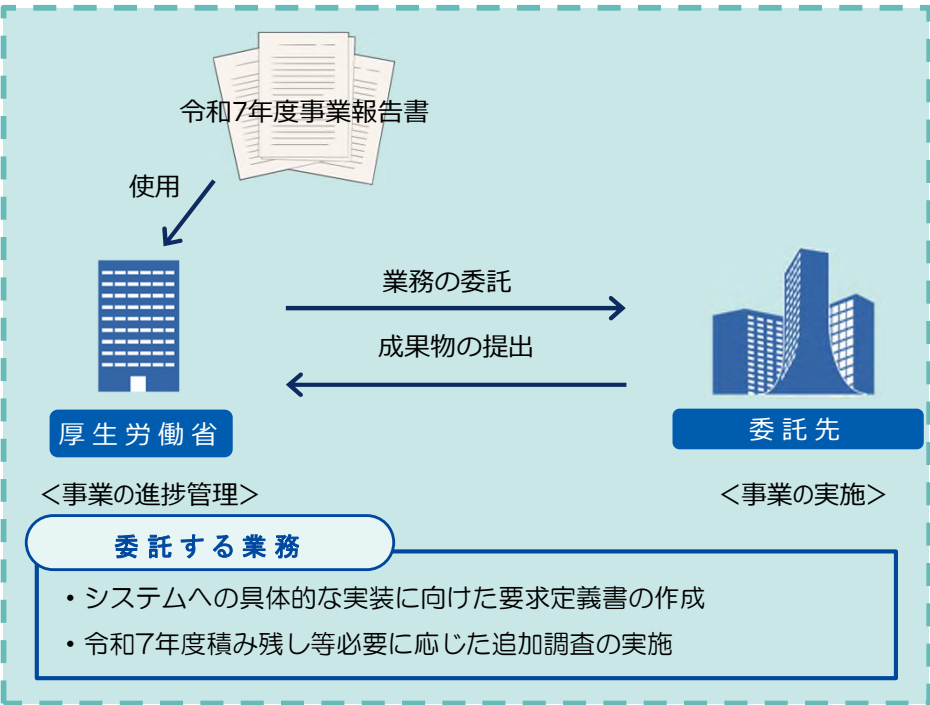 令和7年度事業報告書
使用
業務の委託
成果物の提出
厚生労働省
委託先
＜事業の進捗管理＞
＜事業の実施＞
委託する業務
・システムへの具体的な実装に向けた要求定義書の作成
・令和7年度積み残し等必要に応じた追加調査の実施